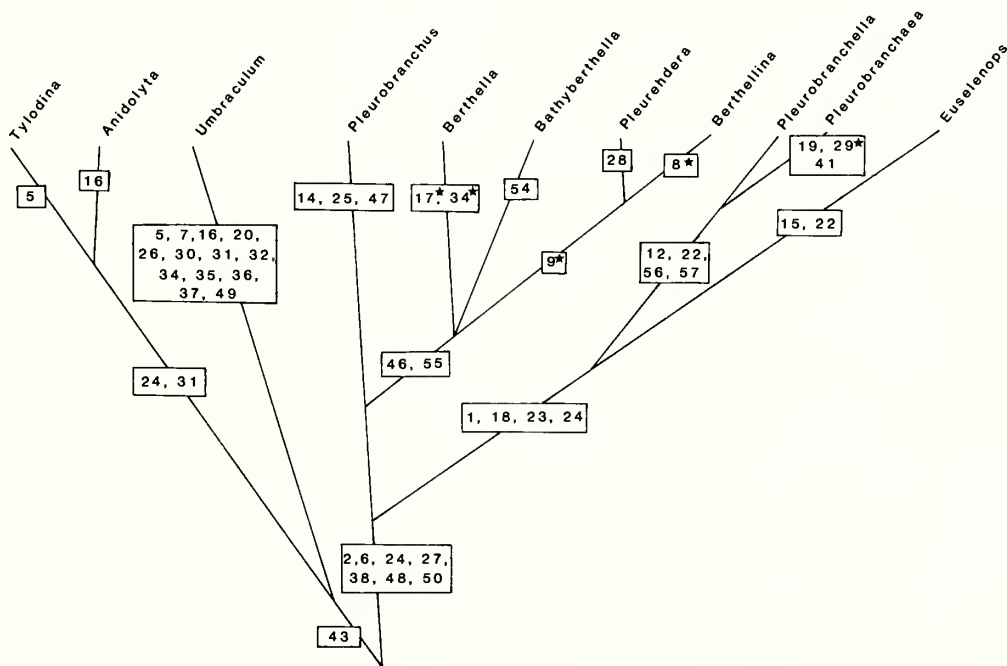 Tylodina
Anidolyta
Umbraculum
Pleurobranchus
Berthella
Bathyberthella
Pleurehdera
Berthellina
Pleurobranchella
Pleurobranchaea
Euselenops
5
16
5, 7, 16, 20,
26, 30, 31, 32,
34, 35, 36,
37, 49
14, 25, 47
17★, 34★
54
28
8★
19, 29★
41
15, 22
9★
12, 22,
56, 57
46, 55
24, 31
1, 18, 23, 24
2, 6, 24, 27,
38, 48, 50
43